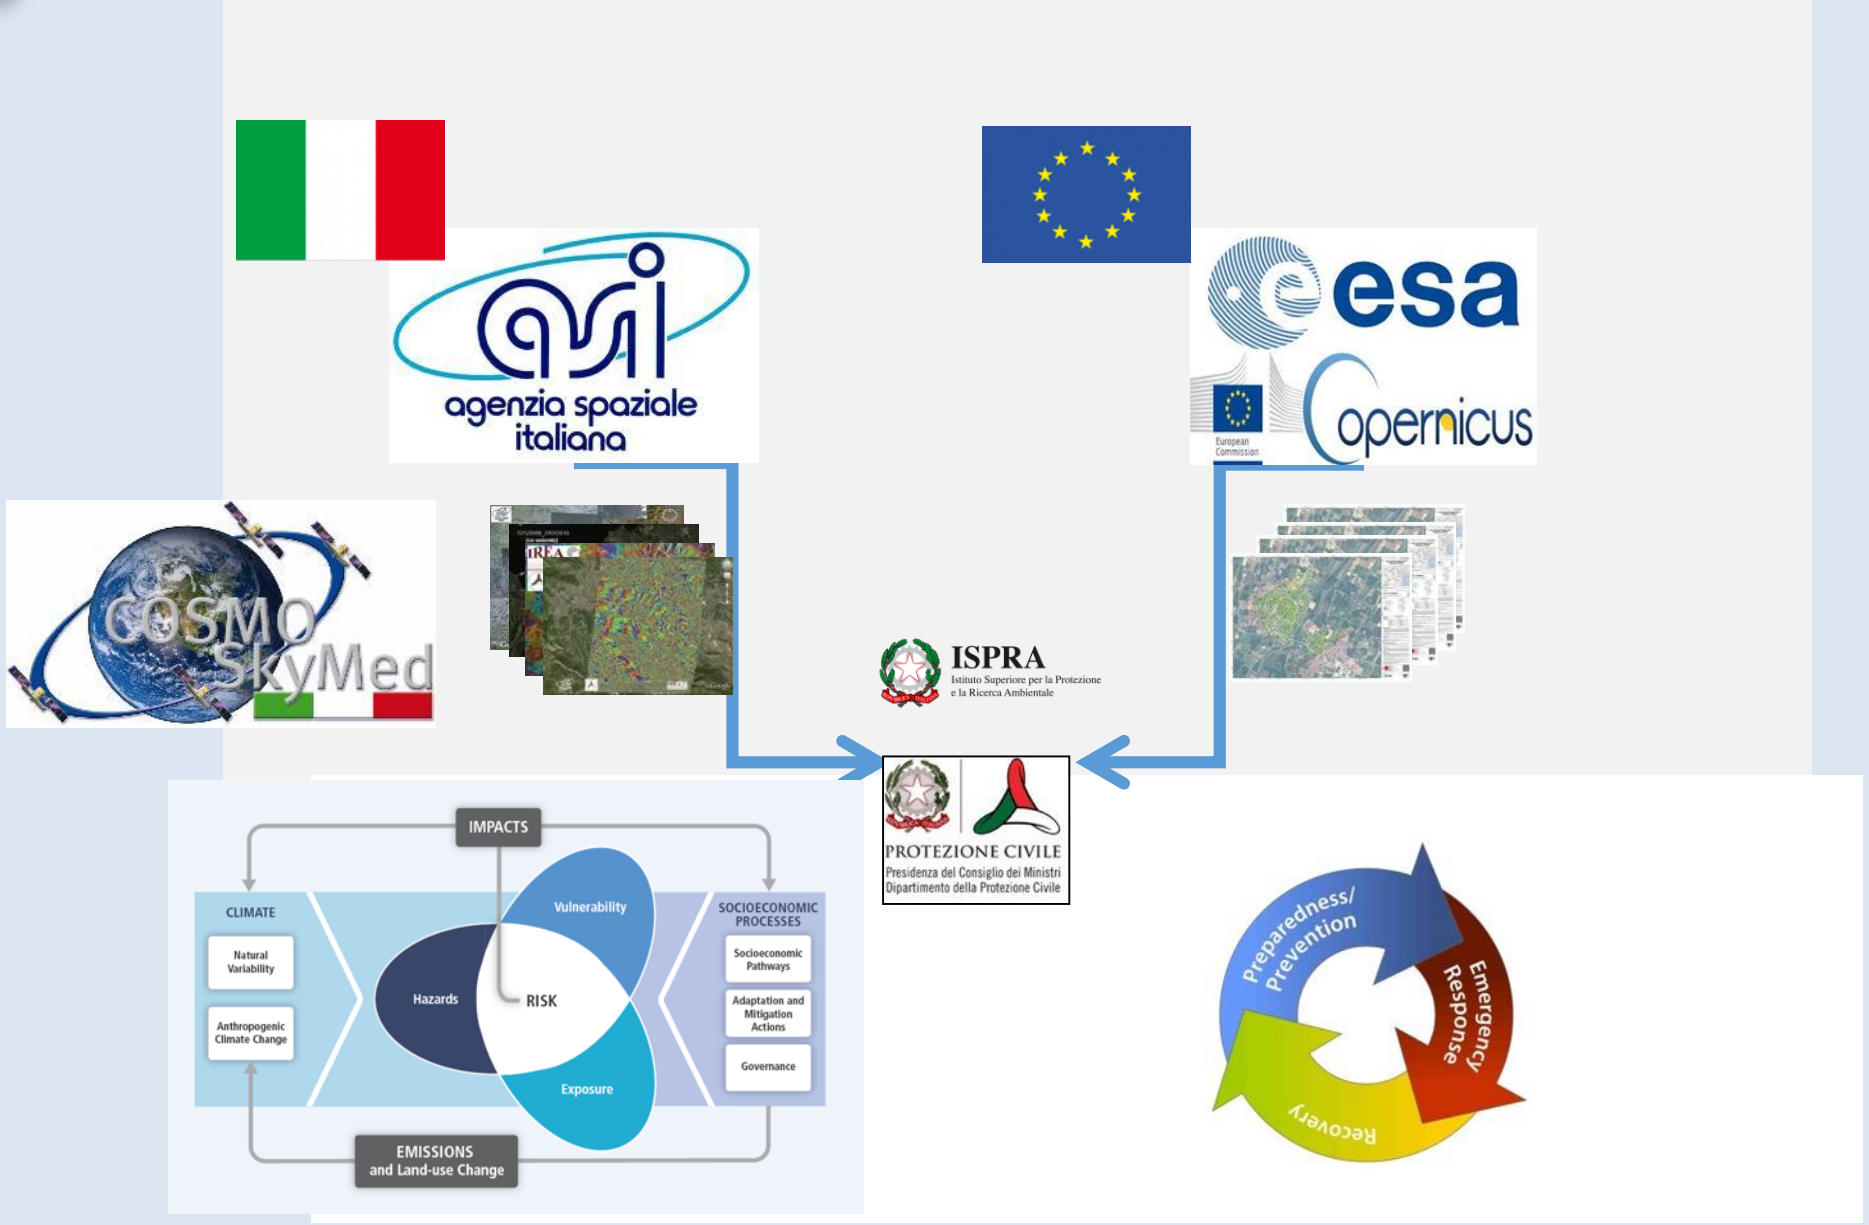 asi
agenzia spaziale
italiana
esa
European
Commission
Copernicus
COSMO
SkyMed
IREA
ISPRA
Istituto Superiore per la Protezione
e la Ricerca Ambientale
PROTEZIONE CIVILE
Presidenza del Consiglio dei Ministri
Dipartimento della Protezione Civile
IMPACTS
CLIMATE
Natural
Variability
Anthropogenic
Climate Change
Vulnerability
Hazards
RISK
Exposure
SOCIOECONOMIC
PROCESSES
Socioeconomic
Pathways
Adaptation and
Mitigation
Actions
Governance
EMISSIONS
and Land-use Change
Preparedness/
Prevention
Emergency
Response
Recovery